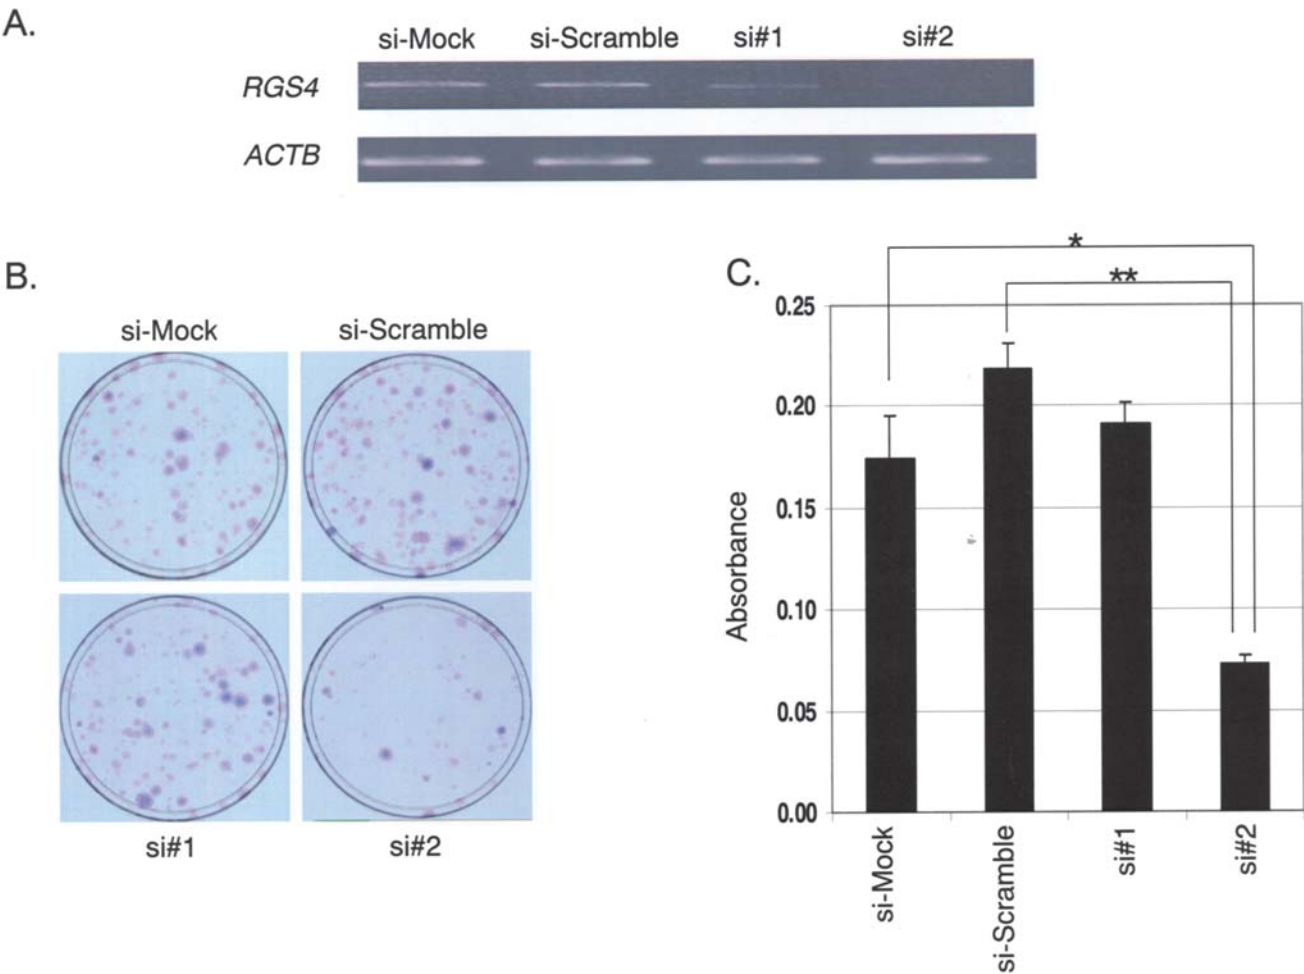 A.
si-Mock si-Scramble si#1 si#2
RGS4
ACTB
B.
si-Mock si-Scramble
si#1 si#2
C.
*
**
0.25
0.20
0.15
0.10
0.05
0.00
Absorbance
si-Mock
si-Scramble
si#1
si#2